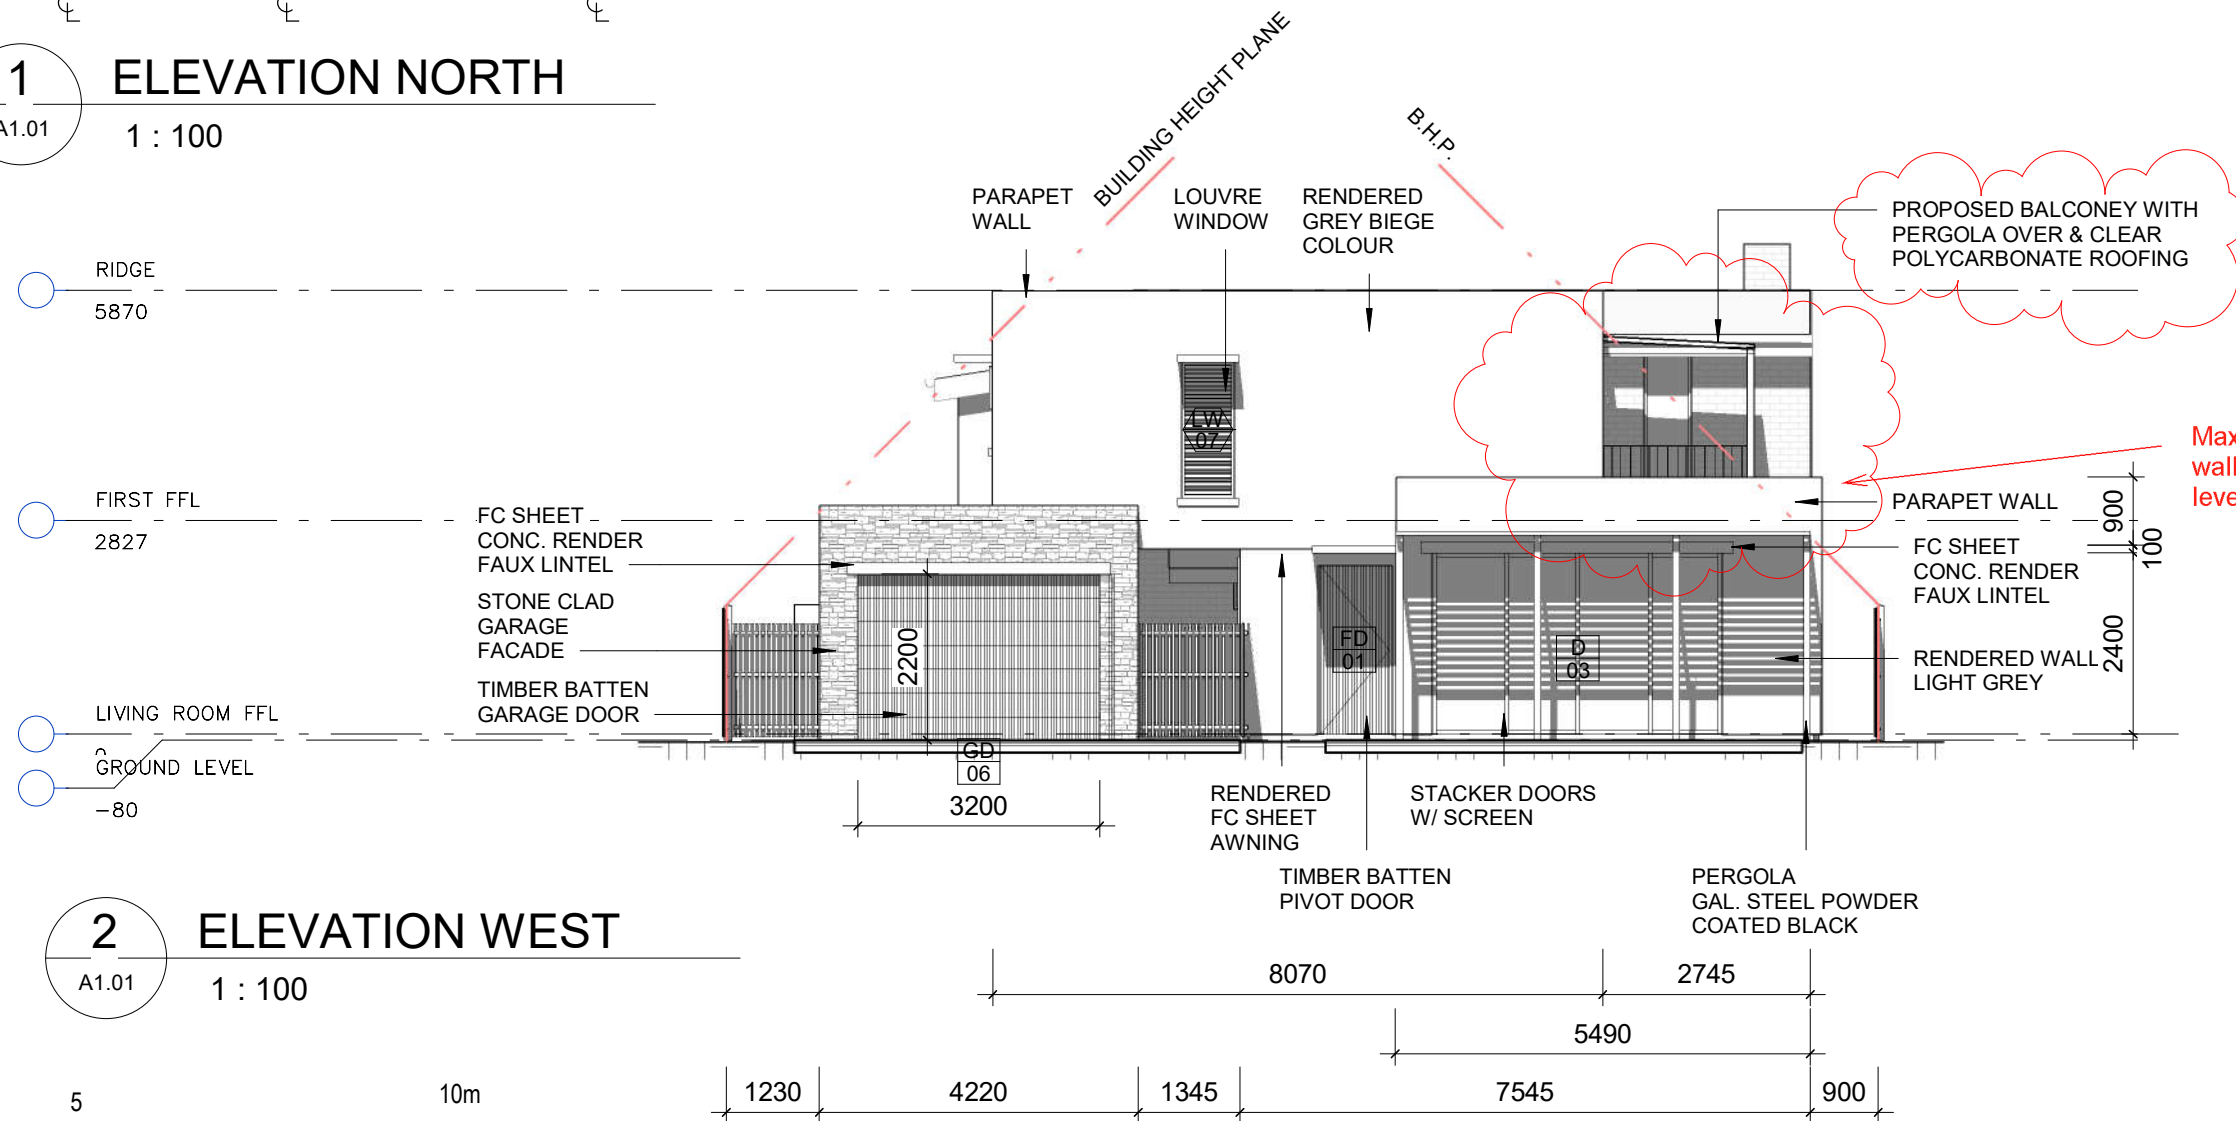 1
A1.01
ELEVATION NORTH
1 : 100
BUILDING HEIGHT PLANE
B.H.P.
PARAPET
WALL
LOUVRE
WINDOW
RENDERED
GREY BIEGE
COLOUR
PROPOSED BALCONEY WITH
PERGOLA OVER & CLEAR
POLYCARBONATE ROOFING
RIDGE
5870
FIRST FFL
2827
LIVING ROOM FFL
0
GROUND LEVEL
-80
FC SHEET
CONC. RENDER
FAUX LINTEL
STONE CLAD
GARAGE
FACADE
TIMBER BATTEN
GARAGE DOOR
LW
07
2200
FD
01
D
03
GD
06
3200
Max
wall
leve
PARAPET WALL
FC SHEET
CONC. RENDER
FAUX LINTEL
RENDERED WALL
LIGHT GREY
900
100
2400
RENDERED
FC SHEET
AWNING
STACKER DOORS
W/ SCREEN
TIMBER BATTEN
PIVOT DOOR
PERGOLA
GAL. STEEL POWDER
COATED BLACK
2
A1.01
ELEVATION WEST
1 : 100
8070
2745
5490
1230
4220
1345
7545
900
5
10m